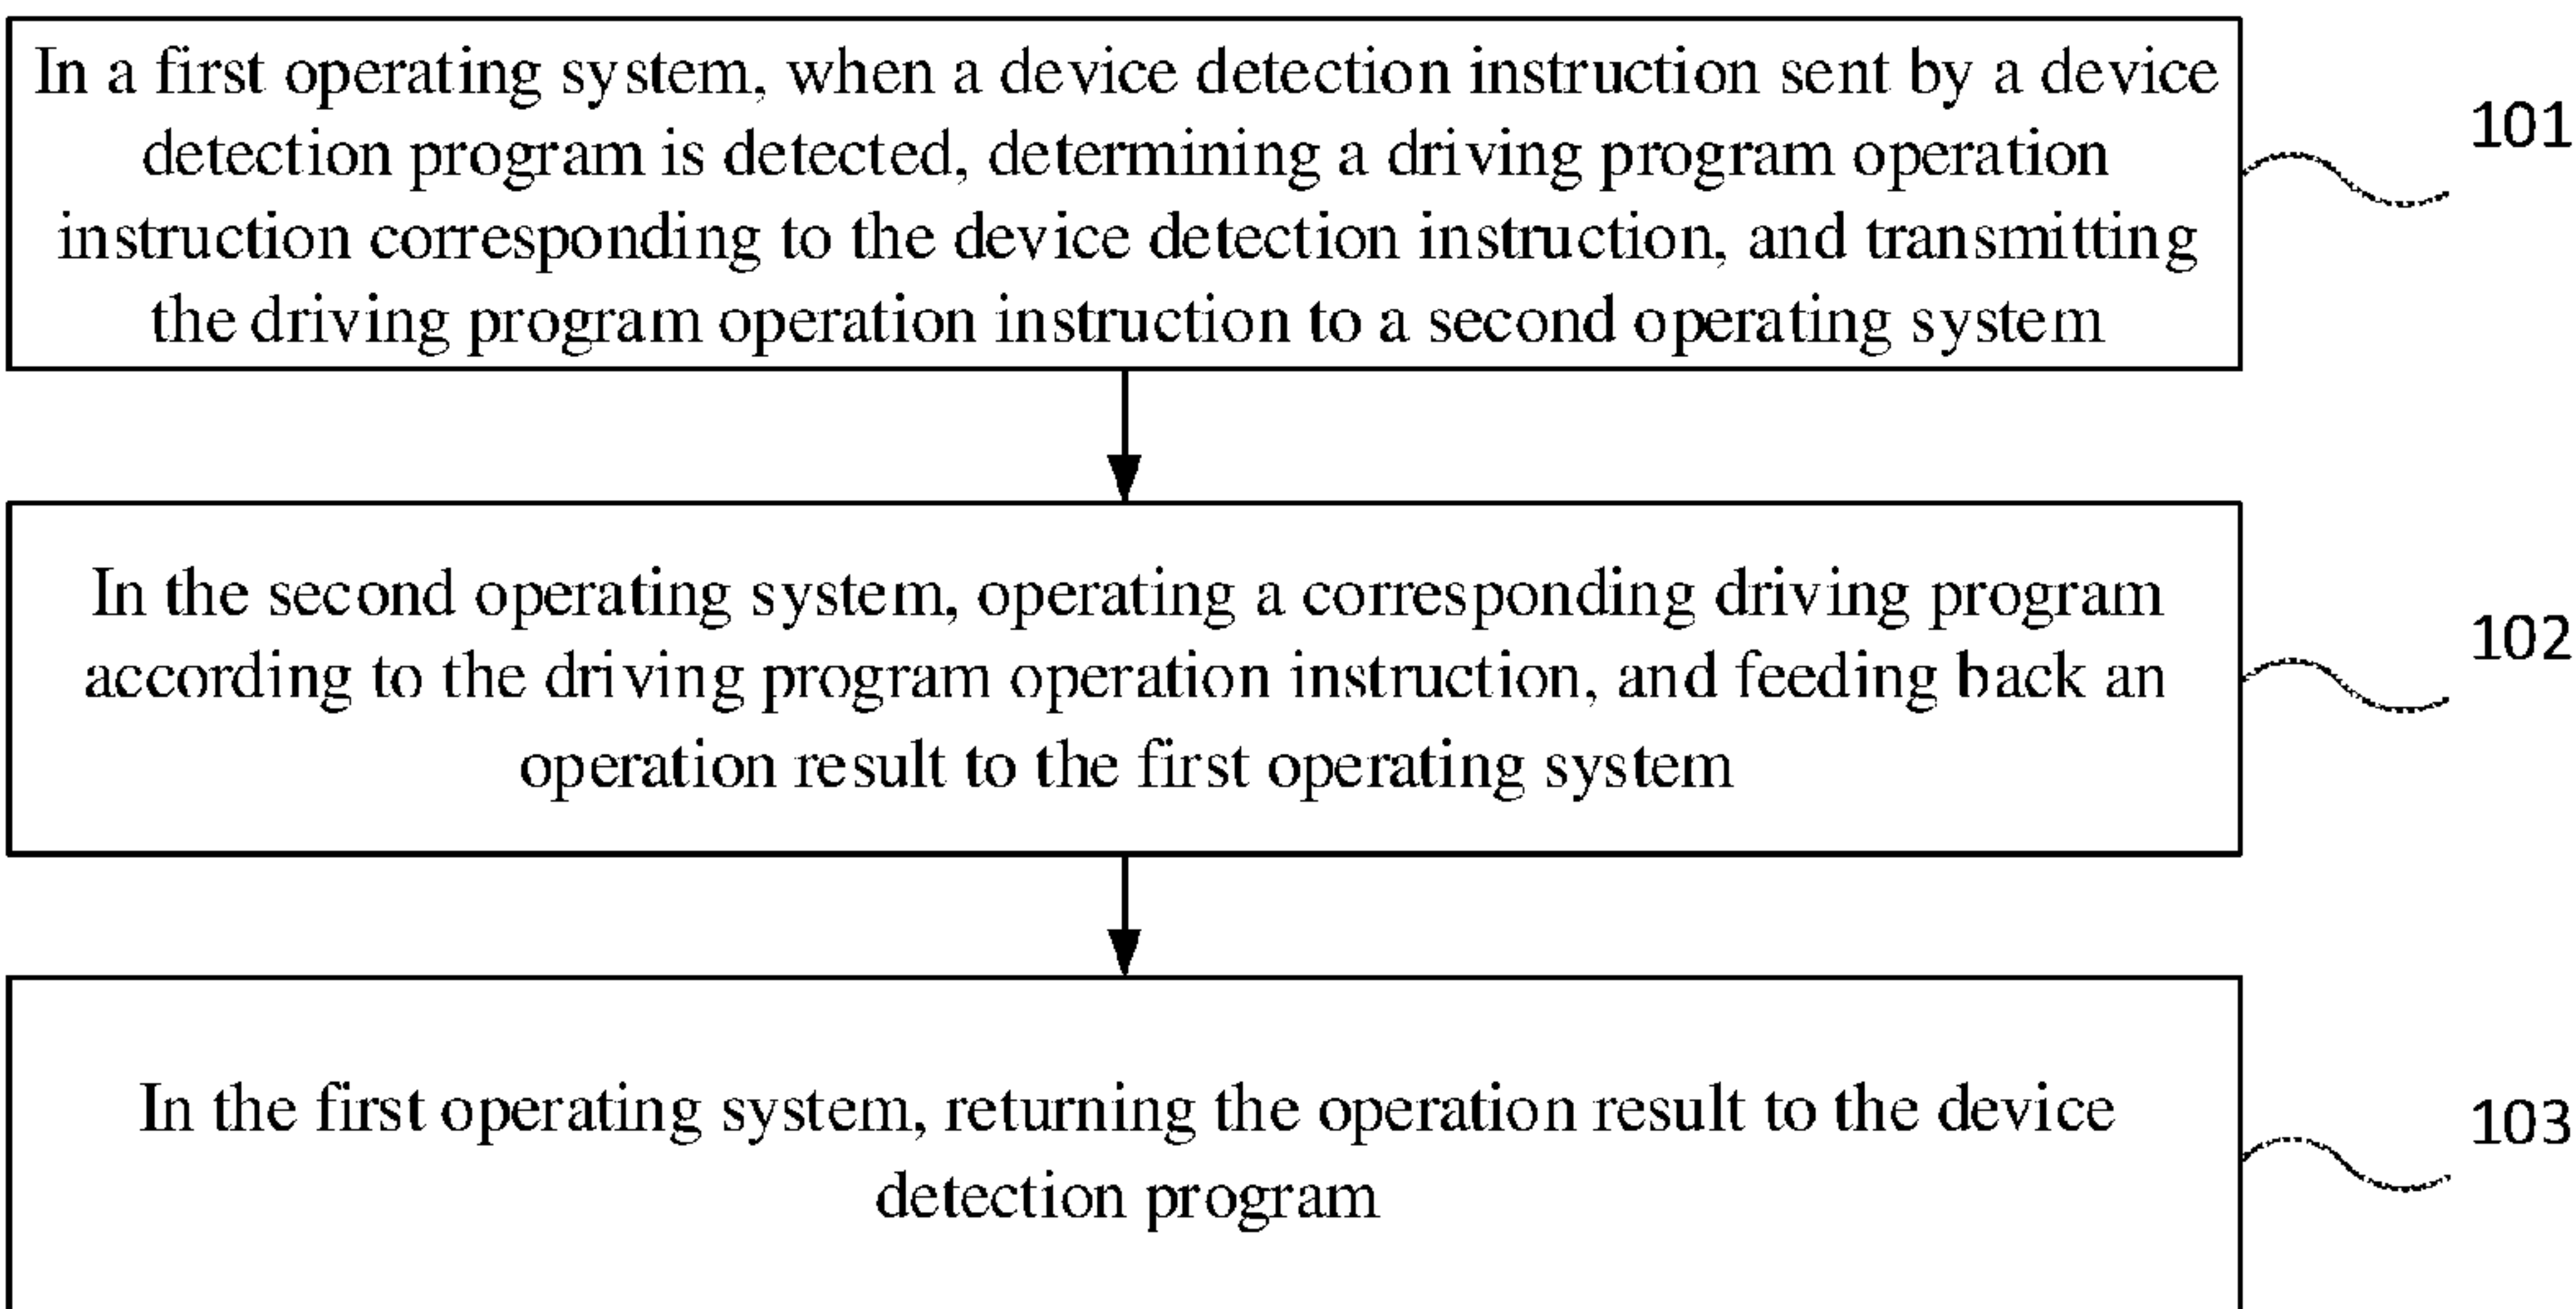 In a first operating system, when a device detection instruction sent by a device
detection program is detected, determining a driving program operation
instruction corresponding to the device detection instruction, and transmitting
the driving program operation instruction to a second operating system
101
In the second operating system, operating a corresponding driving program
according to the driving program operation instruction, and feeding back an
operation result to the first operating system
102
In the first operating system, returning the operation result to the device
detection program
103